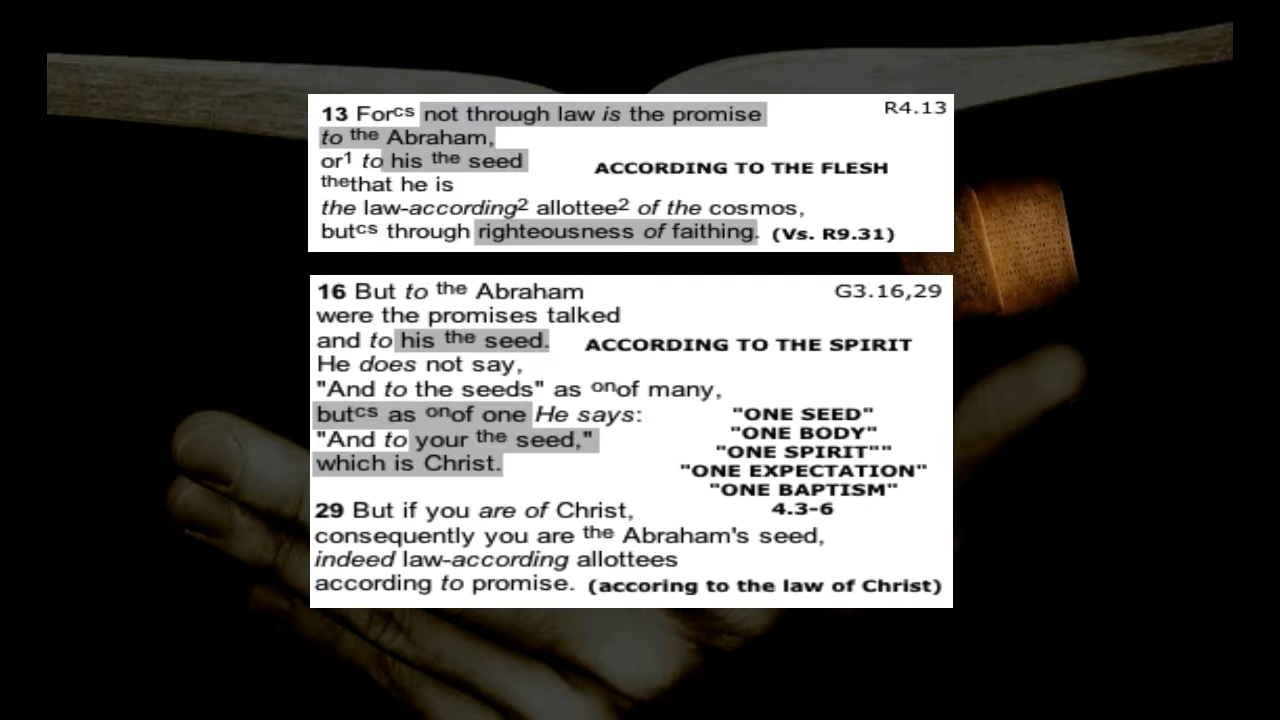 13 Forcs not through law is the promise R4.13
to the Abraham,
or1 to his the seed
ACCORDING TO THE FLESH
thethat he is
the law-according2 allottee2 of the cosmos,
butcs through righteousness of faithing. (Vs. R9.31)
16 But to the Abraham G3.16,29
were the promises talked
and to his the seed. ACCORDING TO THE SPIRIT
He does not say,
"And to the seeds" as onof many,
butcs as onof one He says:
"And to your the seed,"
which is Christ.
"ONE SEED"
"ONE BODY"
"ONE SPIRIT""
"ONE EXPECTATION"
"ONE BAPTISM"
4.3-6
29 But if you are of Christ,
consequently you are the Abraham's seed,
indeed law-according allottees
according to promise. (accoring to the law of Christ)